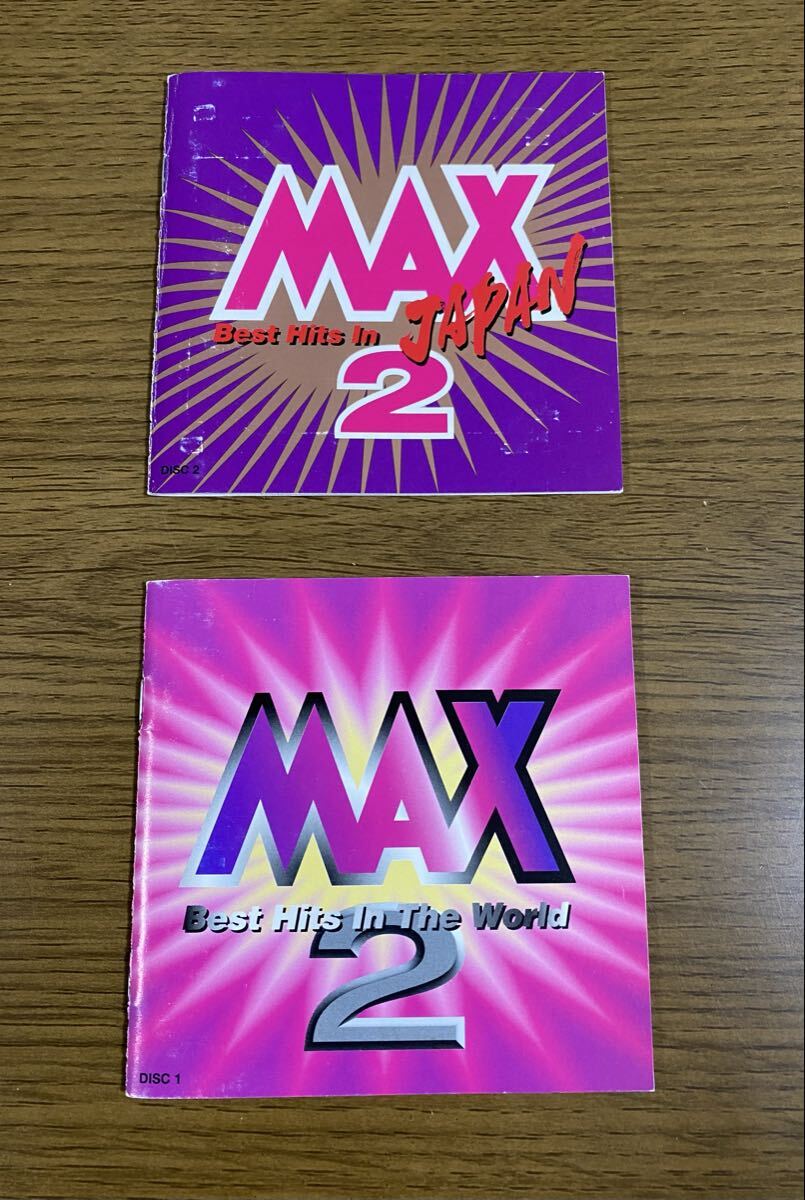 MAX
Best Hits In JAPAN
2
DISC 2
MAX
Best Hits In The World
2
DISC 1